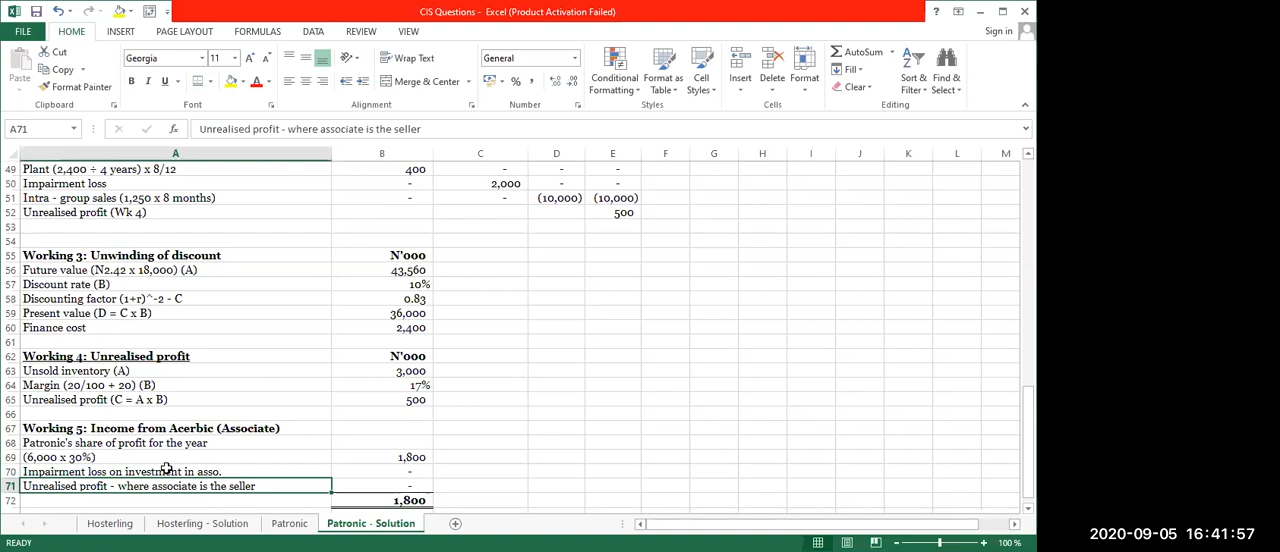 CIS Questions - Excel (Product Activation Failed)
FILE HOME INSERT PAGE LAYOUT FORMULAS DATA REVIEW VIEW Sign in
Paste Cut Copy Format Painter
Georgia 11 A A B I U A
Wrap Text Merge & Center
General % ,
Conditional Formatting Format as Table Cell Styles
Insert Delete Format
AutoSum Fill Clear Sort & Filter Find & Select
Clipboard Font Alignment Number Styles Cells Editing
A71 fx Unrealised profit - where associate is the seller
A B C D E F G H I J K L M
49 Plant (2,400 ÷ 4 years) x 8/12 400 - - -
50 Impairment loss - 2,000 - -
51 Intra - group sales (1,250 x 8 months) - - (10,000) (10,000)
52 Unrealised profit (Wk 4) 500
53
54
55 Working 3: Unwinding of discount N'000
56 Future value (N2.42 x 18,000) (A) 43,560
57 Discount rate (B) 10%
58 Discounting factor (1+r)^-2 - C 0.83
59 Present value (D = C x B) 36,000
60 Finance cost 2,400
61
62 Working 4: Unrealised profit N'000
63 Unsold inventory (A) 3,000
64 Margin (20/100 + 20) (B) 17%
65 Unrealised profit (C = A x B) 500
66
67 Working 5: Income from Acerbic (Associate)
68 Patronic's share of profit for the year
69 (6,000 x 30%) 1,800
70 Impairment loss on investment in asso. -
71 Unrealised profit - where associate is the seller -
72 1,800
Hosterling Hosterling - Solution Patronic Patronic - Solution
READY 100 %
2020-09-05 16:41:57